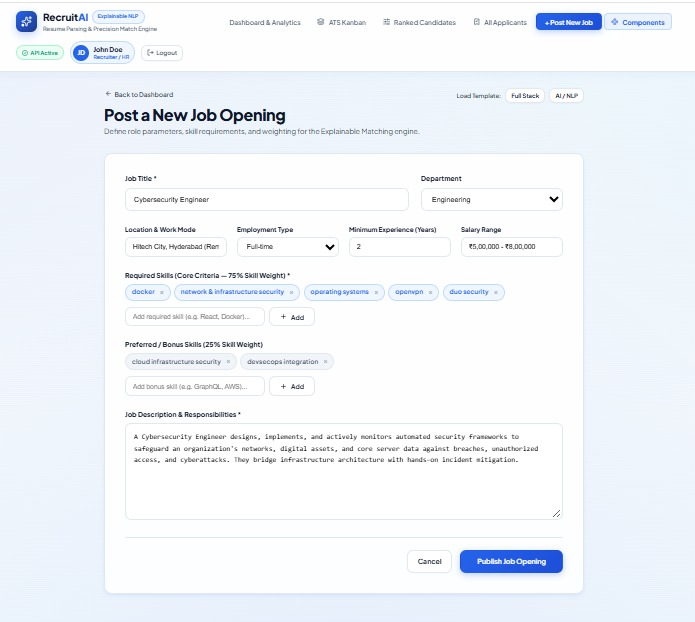 RecruitAI Explainable NLP
Resume Parsing & Precision Match Engine
Dashboard & Analytics ATS Kanban Ranked Candidates All Applicants + Post New Job Components
API Active JD John Doe Logout
Recruiter / HR
← Back to Dashboard
Load Template: Full Stack AI / NLP
Post a New Job Opening
Define role parameters, skill requirements, and weighting for the Explainable Matching engine.
Job Title * Department
Cybersecurity Engineer Engineering
Location & Work Mode Employment Type Minimum Experience (Years) Salary Range
Hitech City, Hyderabad (Rem Full-time 2 ₹5,00,000 - ₹8,00,000
Required Skills (Core Criteria — 75% Skill Weight) *
docker × network & infrastructure security × operating systems × openvpn × duo security ×
Add required skill (e.g. React, Docker)... + Add
Preferred / Bonus Skills (25% Skill Weight)
cloud infrastructure security × devsecops integration ×
Add bonus skill (e.g. GraphQL, AWS)... + Add
Job Description & Responsibilities *
A Cybersecurity Engineer designs, implements, and actively monitors automated security frameworks to
safeguard an organization's networks, digital assets, and core server data against breaches, unauthorized
access, and cyberattacks. They bridge infrastructure architecture with hands-on incident mitigation.
Cancel Publish Job Opening